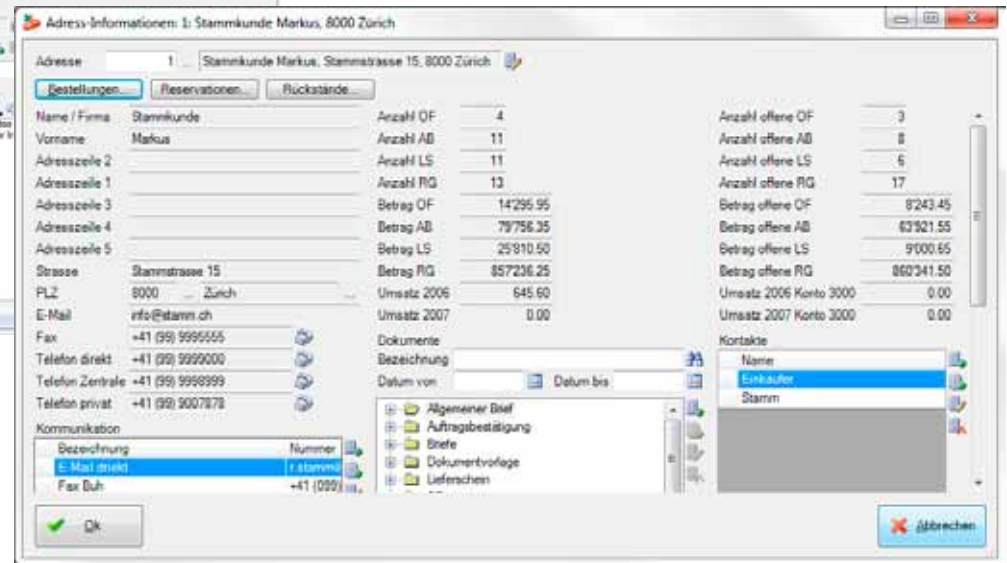 Adress-Informationen: 1: Stammkunde Markus, 8000 Zürich
Adresse 1 ... Stammkunde Markus, Stammstrasse 15, 8000 Zürich
Bestellungen... Reservationen... Rückstände...
Name / Firma Stammkunde Anzahl OF 4 Anzahl offene OF 3
Vorname Markus Anzahl AB 11 Anzahl offene AB 8
Adresszeile 2 Anzahl LS 11 Anzahl offene LS 6
Adresszeile 1 Anzahl RG 13 Anzahl offene RG 17
Adresszeile 3 Betrag OF 14'295.95 Betrag offene OF 8'243.45
Adresszeile 4 Betrag AB 79'756.35 Betrag offene AB 63'921.55
Adresszeile 5 Betrag LS 25'810.50 Betrag offene LS 9'000.65
Strasse Stammstrasse 15 Betrag RG 857'236.25 Betrag offene RG 860'341.50
PLZ 8000 ... Zürich ... Umsatz 2006 645.60 Umsatz 2006 Konto 3000 0.00
E-Mail info@stamm.ch Umsatz 2007 0.00 Umsatz 2007 Konto 3000 0.00
Fax +41 (99) 9995555 Dokumente Kontakte
Telefon direkt +41 (99) 9999000 Bezeichnung Name
Telefon Zentrale +41 (99) 9998999 Datum von Datum bis Einkäufer
Telefon privat +41 (99) 9007878 Allgemeiner Brief Stamm
Kommunikation Auftragsbestätigung
Bezeichnung Nummer Briefe
E-Mail direkt r.stamm Dokumentvorlage
Fax Buh +41 (099) Lieferschein
Ok Abbrechen